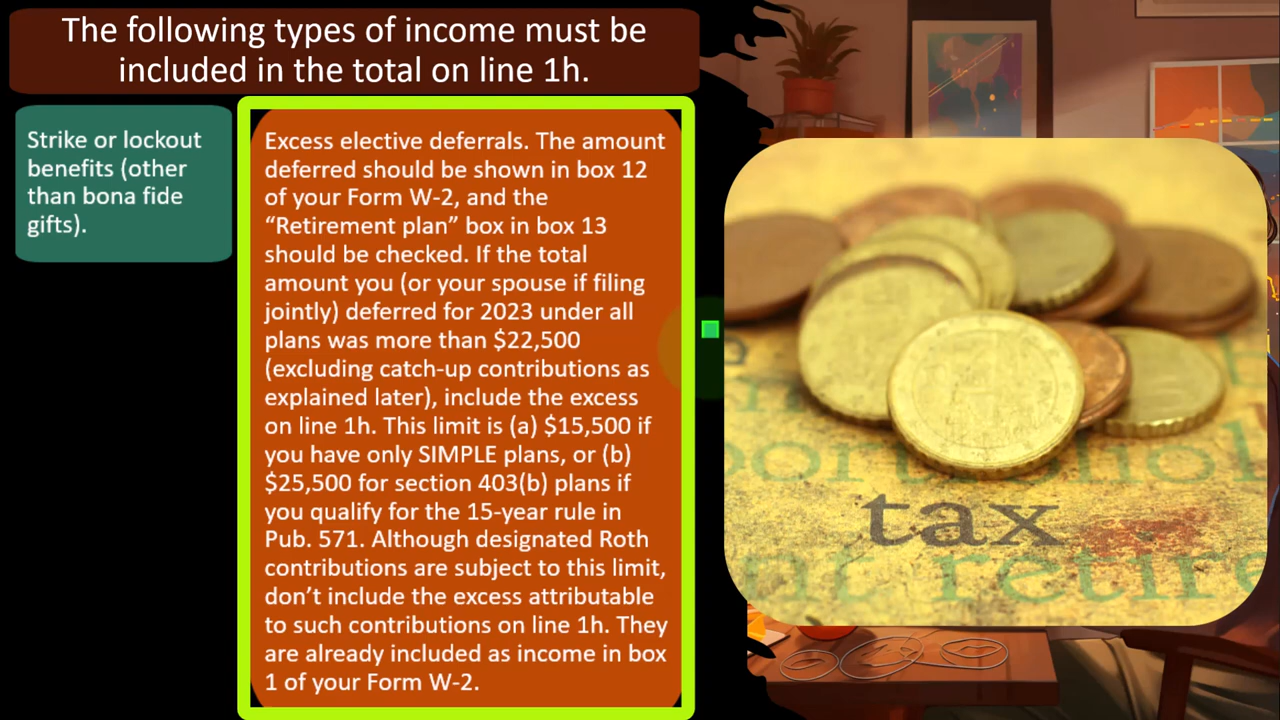 The following types of income must be
included in the total on line 1h.
Strike or lockout
benefits (other
than bona fide
gifts).
Excess elective deferrals. The amount
deferred should be shown in box 12
of your Form W-2, and the
“Retirement plan” box in box 13
should be checked. If the total
amount you (or your spouse if filing
jointly) deferred for 2023 under all
plans was more than $22,500
(excluding catch-up contributions as
explained later), include the excess
on line 1h. This limit is (a) $15,500 if
you have only SIMPLE plans, or (b)
$25,500 for section 403(b) plans if
you qualify for the 15-year rule in
Pub. 571. Although designated Roth
contributions are subject to this limit,
don’t include the excess attributable
to such contributions on line 1h. They
are already included as income in box
1 of your Form W-2.
tax